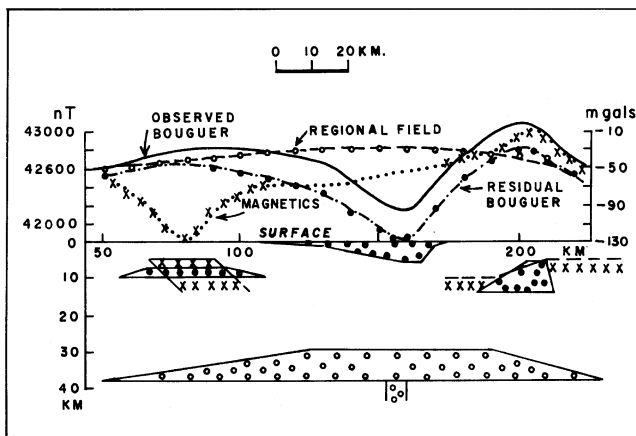 0 10 20 KM.
nT
mgals
43000
42600
42000
OBSERVED
BOUGUER
REGIONAL FIELD
MAGNETICS
RESIDUAL
BOUGUER
-10
-50
-90
-130
SURFACE
0
50
100
200
KM
10
20
30
40
KM